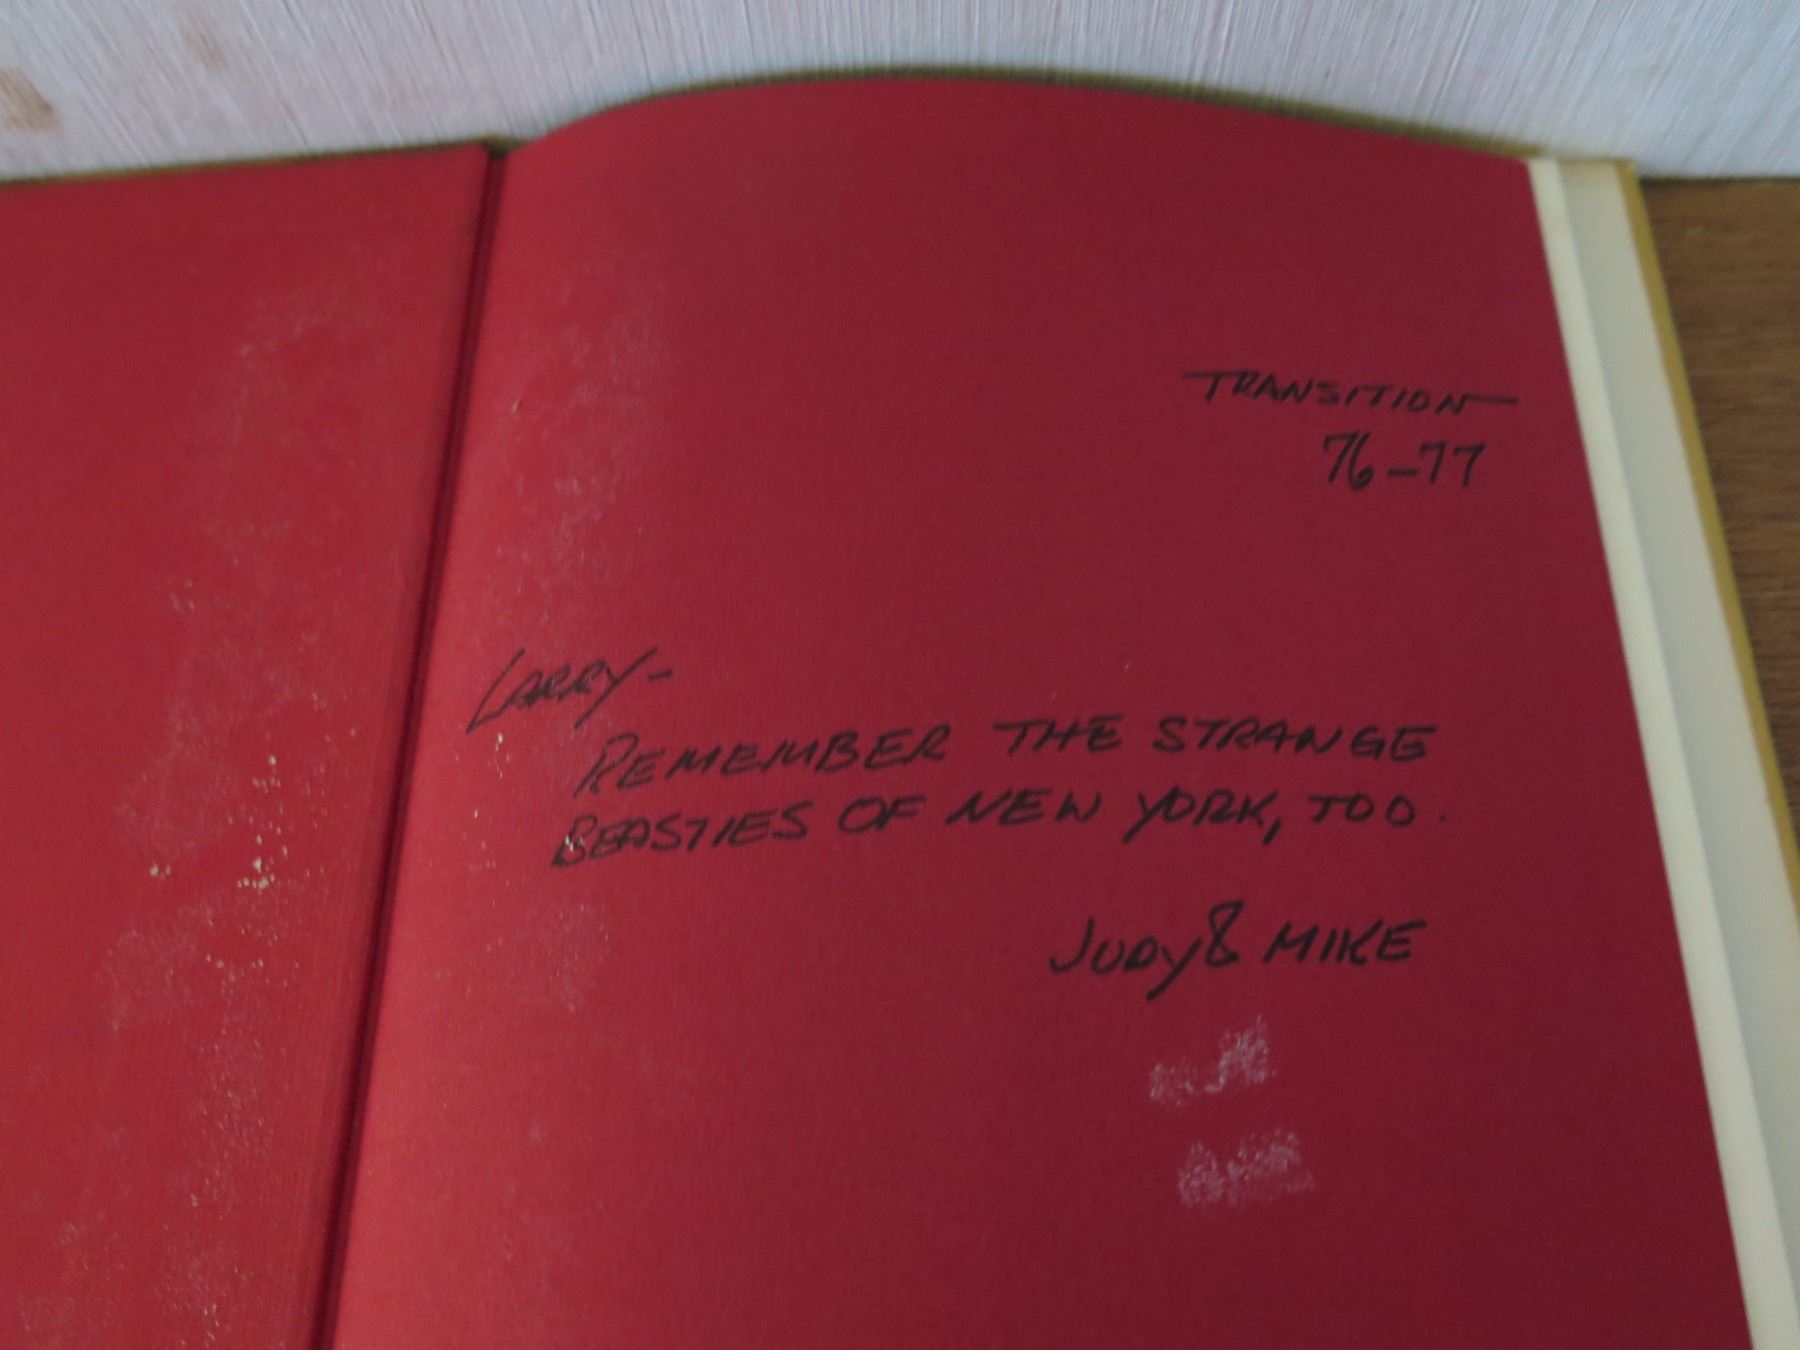 TRANSITION
76-77
LARRY-
REMEMBER THE STRANGE
BEASTIES OF NEW YORK, TOO.
JUDY & MIKE